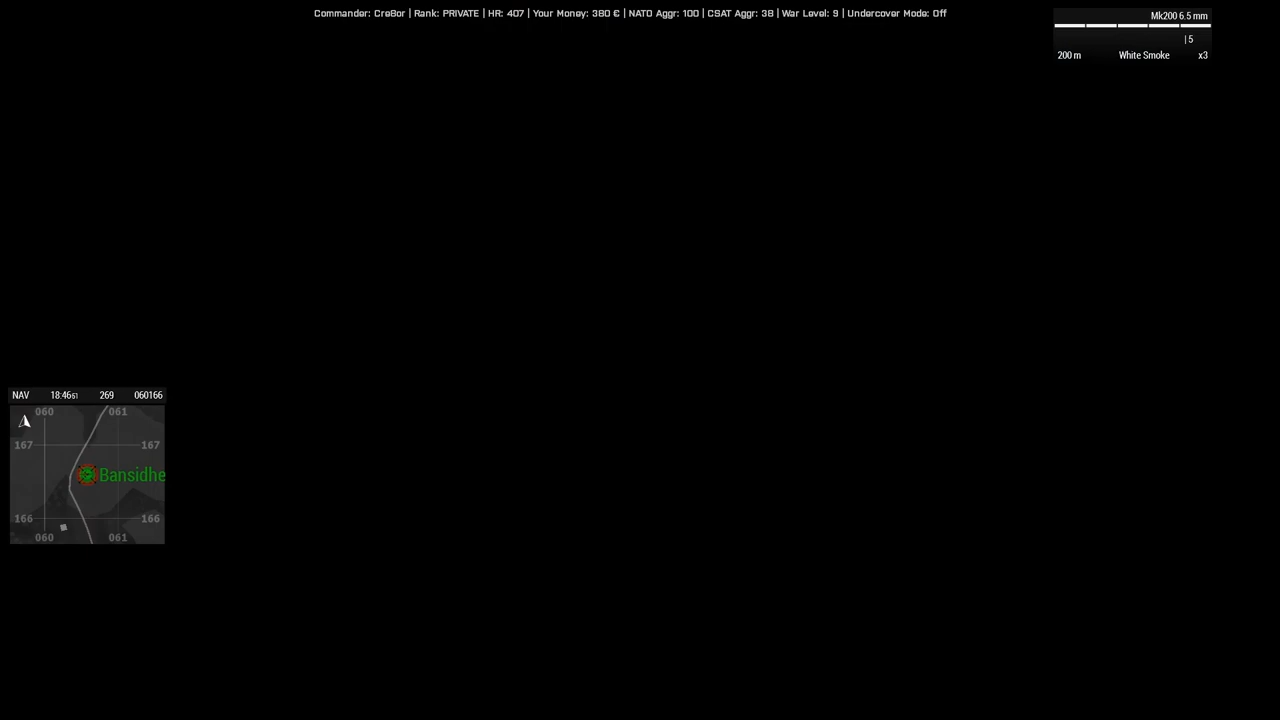 Commander: Cre8or | Rank: PRIVATE | HR: 407 | Your Money: 380 € | NATO Aggr: 100 | CSAT Aggr: 38 | War Level: 9 | Undercover Mode: Off
Mk200 6.5 mm
| 5
200 m White Smoke x3
NAV 18:46 51 269 060166
060 061
167 167
Bansidhe
166 166
060 061